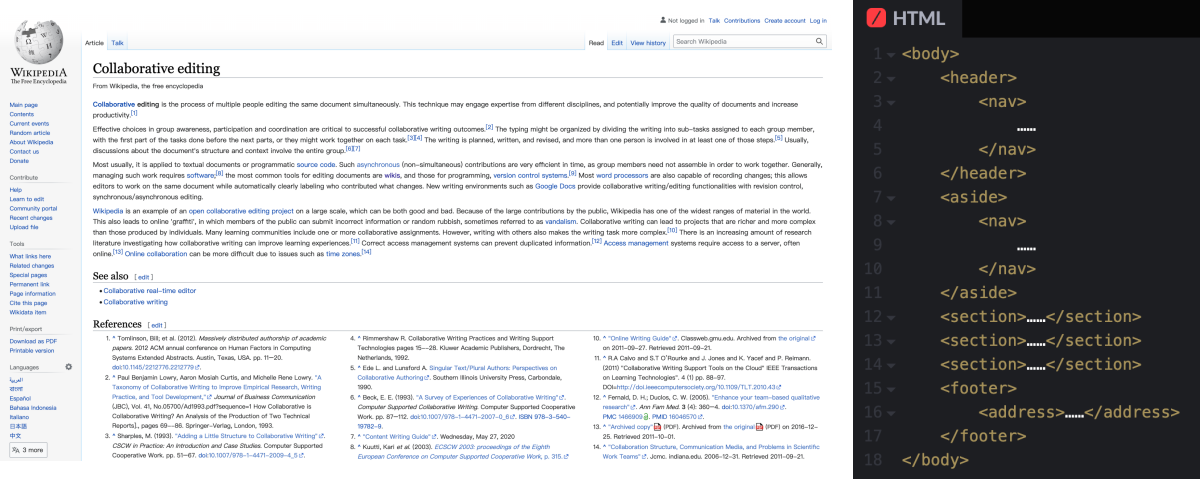 Not logged in Talk Contributions Create account Log in
Article Talk
Read Edit View history Search Wikipedia
WIKIPEDIA
The Free Encyclopedia
Main page
Contents
Current events
Random article
About Wikipedia
Contact us
Donate
Contribute
Help
Learn to edit
Community portal
Recent changes
Upload file
Tools
What links here
Related changes
Special pages
Permanent link
Page information
Cite this page
Wikidata item
Print/export
Download as PDF
Printable version
Languages
العربية
বাংলা
Español
Bahasa Indonesia
Italiano
日本語
中文
3 more
Collaborative editing
From Wikipedia, the free encyclopedia
Collaborative editing is the process of multiple people editing the same document simultaneously. This technique may engage expertise from different disciplines, and potentially improve the quality of documents and increase
productivity.[1]
Effective choices in group awareness, participation and coordination are critical to successful collaborative writing outcomes.[2] The typing might be organized by dividing the writing into sub-tasks assigned to each group member,
with the first part of the tasks done before the next parts, or they might work together on each task.[3][4] The writing is planned, written, and revised, and more than one person is involved in at least one of those steps.[5] Usually,
discussions about the document's structure and context involve the entire group.[6][7]
Most usually, it is applied to textual documents or programmatic source code. Such asynchronous (non-simultaneous) contributions are very efficient in time, as group members need not assemble in order to work together. Generally,
managing such work requires software;[8] the most common tools for editing documents are wikis, and those for programming, version control systems.[9] Most word processors are also capable of recording changes; this allows
editors to work on the same document while automatically clearly labeling who contributed what changes. New writing environments such as Google Docs provide collaborative writing/editing functionalities with revision control,
synchronous/asynchronous editing.
Wikipedia is an example of an open collaborative editing project on a large scale, which can be both good and bad. Because of the large contributions by the public, Wikipedia has one of the widest ranges of material in the world.
This also leads to online 'graffiti', in which members of the public can submit incorrect information or random rubbish, sometimes referred to as vandalism. Collaborative writing can lead to projects that are richer and more complex
than those produced by individuals. Many learning communities include one or more collaborative assignments. However, writing with others also makes the writing task more complex.[10] There is an increasing amount of research
literature investigating how collaborative writing can improve learning experiences.[11] Correct access management systems can prevent duplicated information.[12] Access management systems require access to a server, often
online.[13] Online collaboration can be more difficult due to issues such as time zones.[14]
See also [ edit ]
• Collaborative real-time editor
• Collaborative writing
References [ edit ]
1. ^ Tomlinson, Bill; et al. (2012). Massively distributed authorship of academic
papers. 2012 ACM annual conference on Human Factors in Computing
Systems Extended Abstracts. Austin, Texas, USA. pp. 11–20.
doi:10.1145/2212776.2212779.
2. ^ Paul Benjamin Lowry, Aaron Mosiah Curtis, and Michelle Rene Lowry. "A
Taxonomy of Collaborative Writing to Improve Empirical Research, Writing
Practice, and Tool Development," Journal of Business Communication
(JBC), Vol. 41, No.05700/Ad1993.pdf?sequence=1 How Collaborative is
Collaborative Writing? An Analysis of the Production of Two Technical
Reports]., pages 69–86. Springer-Verlag, London, 1993.
3. ^ Sharples, M. (1993). "Adding a Little Structure to Collaborative Writing".
CSCW in Practice: An Introduction and Case Studies. Computer Supported
Cooperative Work. pp. 51–67. doi:10.1007/978-1-4471-2009-4_5
4. ^ Rimmershaw R. Collaborative Writing Practices and Writing Support
Technologies pages 15–-28. Kluwer Academic Publishers, Dordrecht, The
Netherlands, 1992.
5. ^ Ede L. and Lunsford A. Singular Text/Plural Authors: Perspectives on
Collaborative Authoring. Southern Illinois University Press, Carbondale,
1990.
6. ^ Beck, E. E. (1993). "A Survey of Experiences of Collaborative Writing".
Computer Supported Collaborative Writing. Computer Supported Cooperative
Work. pp. 87–112. doi:10.1007/978-1-4471-2007-0_6. ISBN 978-3-540-
19782-9.
7. ^ "Content Writing Guide". Wednesday, May 27, 2020
8. ^ Kuutti, Kari et al. (2003). ECSCW 2003: proceedings of the Eighth
European Conference on Computer Supported Cooperative Work, p. 315.
10. ^ "Online Writing Guide". Classweb.gmu.edu. Archived from the original
on 2011-09-27. Retrieved 2011-09-21.
11. ^ R.A Calvo and S.T O'Rourke and J. Jones and K. Yacef and P. Reimann.
(2011) "Collaborative Writing Support Tools on the Cloud" IEEE Transactions
on Learning Technologies". 4 (1) pp. 88–97.
DOI=http://doi.ieeecomputersociety.org/10.1109/TLT.2010.43
12. ^ Fernald, D. H.; Duclos, C. W. (2005). "Enhance your team-based qualitative
research". Ann Fam Med. 3 (4): 360–4. doi:10.1370/afm.290.
PMC 1466909. PMID 16046570.
13. ^ "Archived copy" (PDF). Archived from the original (PDF) on 2016-12-
25. Retrieved 2011-10-01.
14. ^ "Collaboration Structure, Communication Media, and Problems in Scientific
Work Teams". Jcmc. indiana.edu. 2006-12-31. Retrieved 2011-09-21.
HTML
1 <body>
2 <header>
3 <nav>
4 ……
5 </nav>
6 </header>
7 <aside>
8 <nav>
9 ……
10 </nav>
11 </aside>
12 <section>……</section>
13 <section>……</section>
14 <section>……</section>
15 <footer>
16 <address>……</address>
17 </footer>
18 </body>